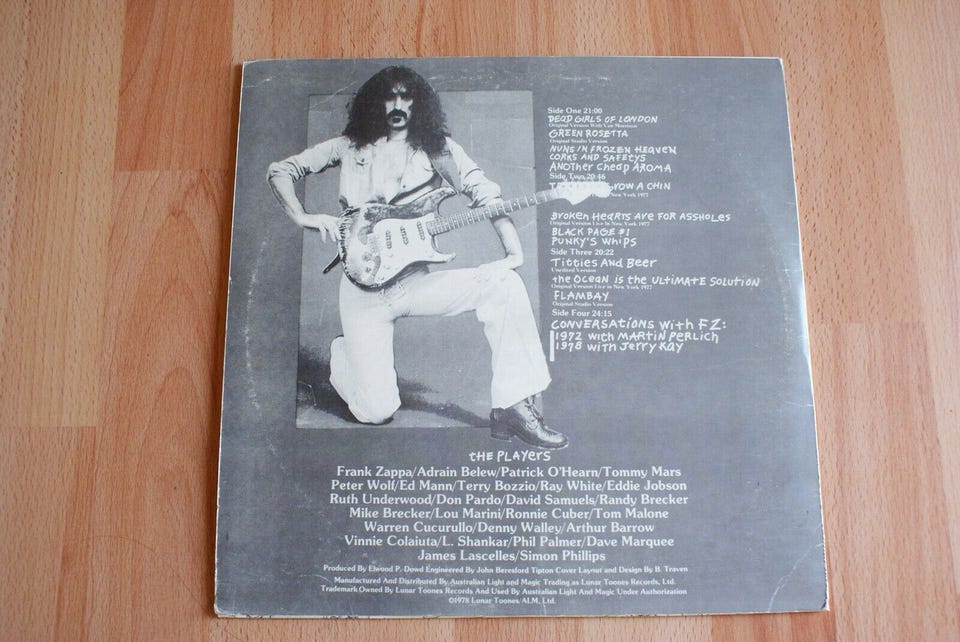 Side One 21:00
DEAD GIRLS OF LONDON
Original Version With Van Morrison
GREEN ROSETTA
Original Studio Version
NUNS IN FROZEN HEAVEN
CORKS AND SAFETYS
ANOTHER CHEAP AROMA
Side Two 20:46
GROW A CHIN
New York 1977
BROKEN HEARTS ARE FOR ASSHOLES
Original Version Live In New York 1977
BLACK PAGE #1
PUNKY'S WHIPS
Side Three 20:22
TITTIES AND BEER
Unedited Version
THE OCEAN IS THE ULTIMATE SOLUTION
Original Version Live in New York 1977
FLAMBAY
Original Studio Version
Side Four 24:15
CONVERSATIONS WITH FZ:
1972 WITH MARTIN PERLICH
1978 WITH JERRY KAY
THE PLAYERS
Frank Zappa/Adrain Belew/Patrick O'Hearn/Tommy Mars
Peter Wolf/Ed Mann/Terry Bozzio/Ray White/Eddie Jobson
Ruth Underwood/Don Pardo/David Samuels/Randy Brecker
Mike Brecker/Lou Marini/Ronnie Cuber/Tom Malone
Warren Cucurullo/Denny Walley/Arthur Barrow
Vinnie Colaiuta/L. Shankar/Phil Palmer/Dave Marquee
James Lascelles/Simon Phillips
Produced By Elwood P. Dowd Engineered By John Beresford Tipton Cover Layout and Design By B. Traven
Manufactured And Distributed By Australian Light and Magic Trading as Lunar Toones Records, Ltd.
Trademark Owned By Lunar Toones Records And Used By Australian Light And Magic Under Authorization
©1978 Lunar Toones/ALM, Ltd.